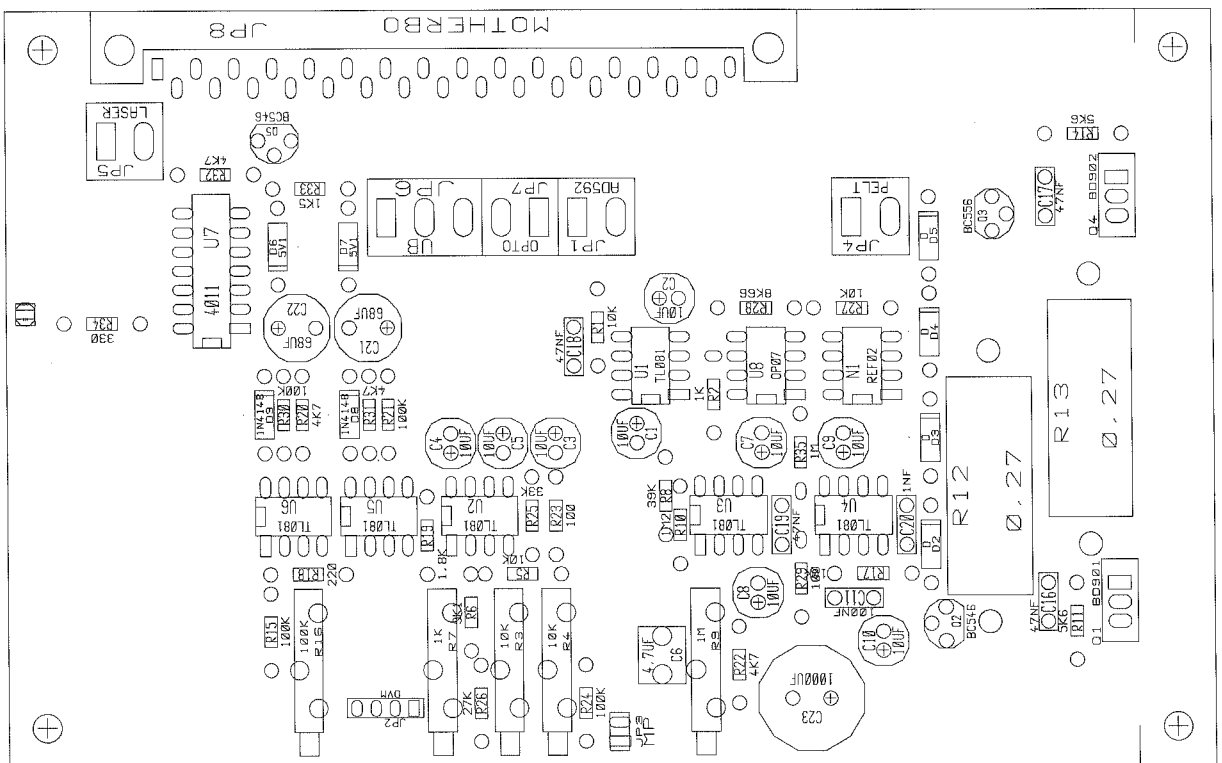 JP8 MOTHERBO
LASER
JP5
BC546
Q5
4K7
R32
R33
1K5
U7
4011
D6
5V1
D7
5V1
JP6
U8
JP7
OPTO
AD592
JP1
PELT
JP4
D
D5
BC556
Q3
C17
47NF
5K6
R14
BD902
Q4
R34
330
C22
68UF
68UF
C21
47NF
C18
R1
10K
C2
10UF
U1
TL081
8K66
R28
U8
OP07
10K
R27
N1
REF02
D
D4
R13
0,27
1N4148
D9
R30
100K
R20
4K7
1N4148
D8
R31
4K7
R21
100K
C4
10UF
10UF
C5
10UF
C3
10UF
C1
1K
R2
C7
10UF
R35
1M
C9
10UF
D
D3
R12
0,27
U6
TL081
U5
TL081
R19
1,8K
U2
TL081
33K
R25
R23
100
39K
R8
1M2
R10
U3
TL081
C19
47NF
U4
TL081
1NF
C20
D
D2
R18
220
10K
R5
R29
100
R17
C11
100NF
C8
10UF
R15
100K
100K
R16
1K
R7
R6
10K
R3
10K
R4
4,7UF
C6
1M
R9
R22
4K7
C10
10UF
Q2
BC546
47NF
C16
5K6
R11
BD901
Q1
DVM
JP2
27K
R26
R24
100K
JP3
MP
1000UF
C23